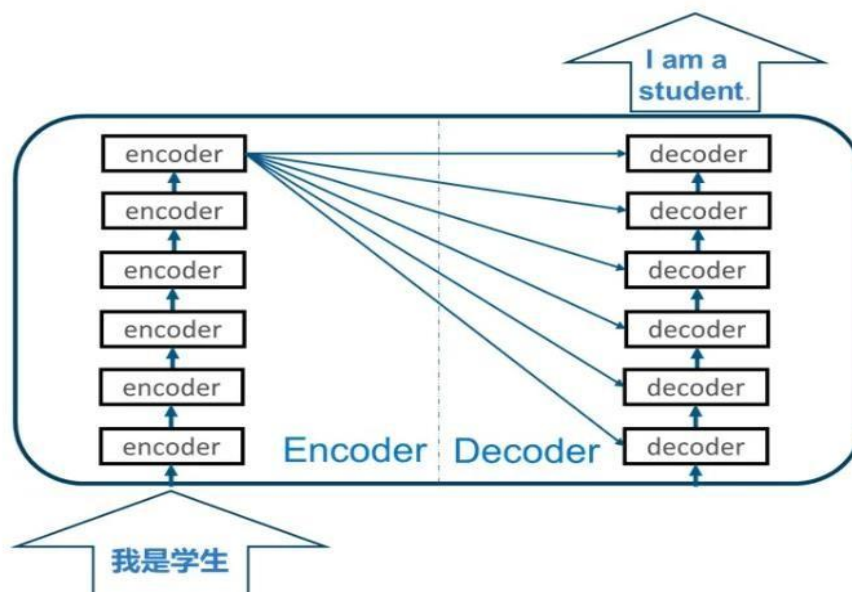 I am a
student.
encoder
decoder
encoder
decoder
encoder
decoder
encoder
decoder
encoder
decoder
encoder
Encoder
Decoder
decoder
我是学生